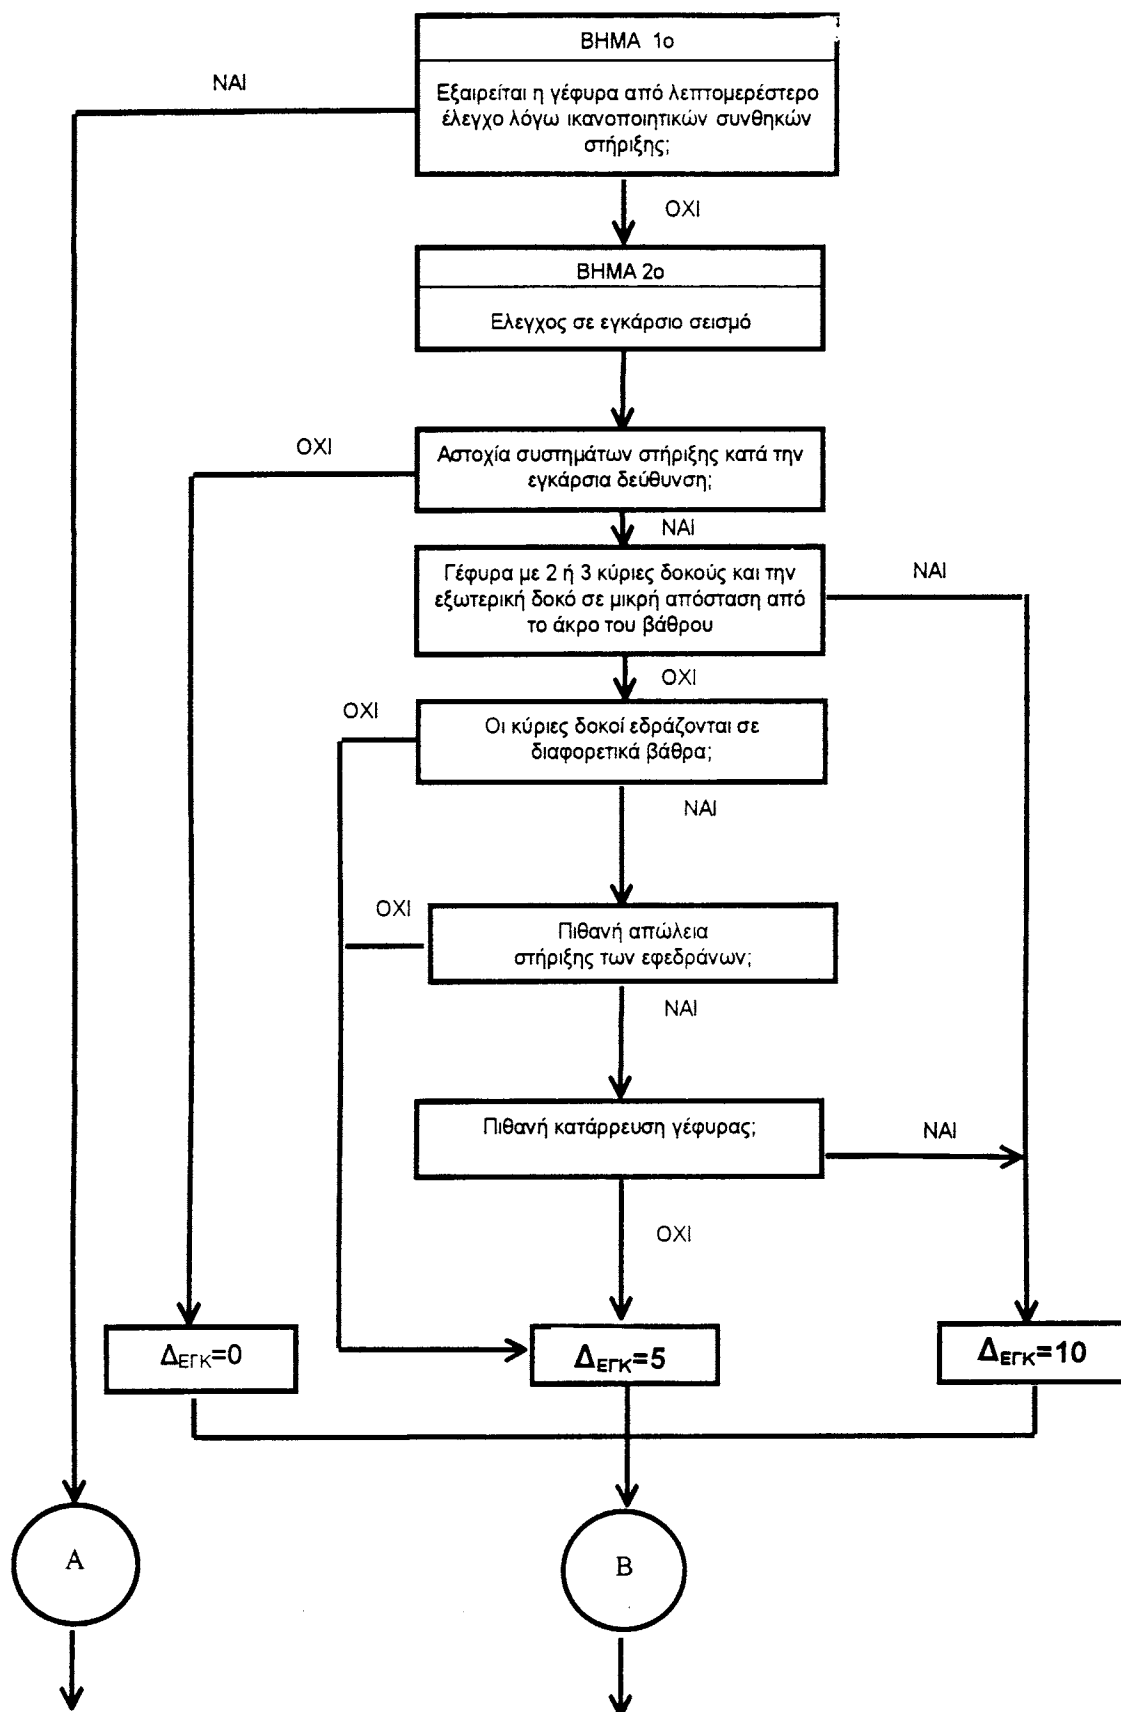 ΒΗΜΑ 1ο
ΝΑΙ
Εξαιρείται η γέφυρα από λεπτομερέστερο
έλεγχο λόγω ικανοποιητικών συνθηκών
στήριξης;
ΟΧΙ
ΒΗΜΑ 2ο
Ελεγχος σε εγκάρσιο σεισμό
ΟΧΙ
Αστοχία συστημάτων στήριξης κατά την
εγκάρσια δεύθυνση;
ΝΑΙ
Γέφυρα με 2 ή 3 κύριες δοκούς και την
εξωτερική δοκό σε μικρή απόσταση από
το άκρο του βάθρου
ΝΑΙ
ΟΧΙ
ΟΧΙ
Οι κύριες δοκοί εδράζονται σε
διαφορετικά βάθρα;
ΝΑΙ
ΟΧΙ
Πιθανή απώλεια
στήριξης των εφεδράνων;
ΝΑΙ
Πιθανή κατάρρευση γέφυρας;
ΝΑΙ
ΟΧΙ
ΔΕΓΚ=0
ΔΕΓΚ=5
ΔΕΓΚ=10
Α
Β